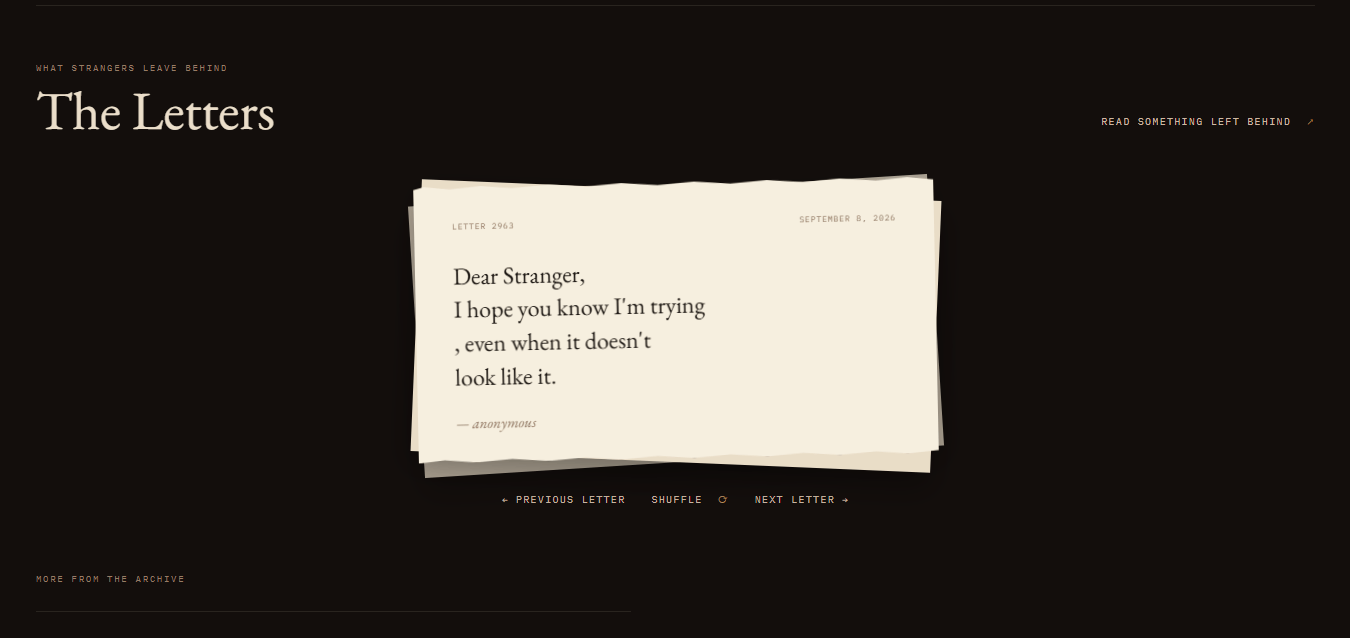 WHAT STRANGERS LEAVE BEHIND
The Letters
READ SOMETHING LEFT BEHIND ↗
LETTER 2963
SEPTEMBER 8, 2026
Dear Stranger,
I hope you know I'm trying
, even when it doesn't
look like it.
— anonymous
← PREVIOUS LETTER
SHUFFLE ⟳
NEXT LETTER →
MORE FROM THE ARCHIVE